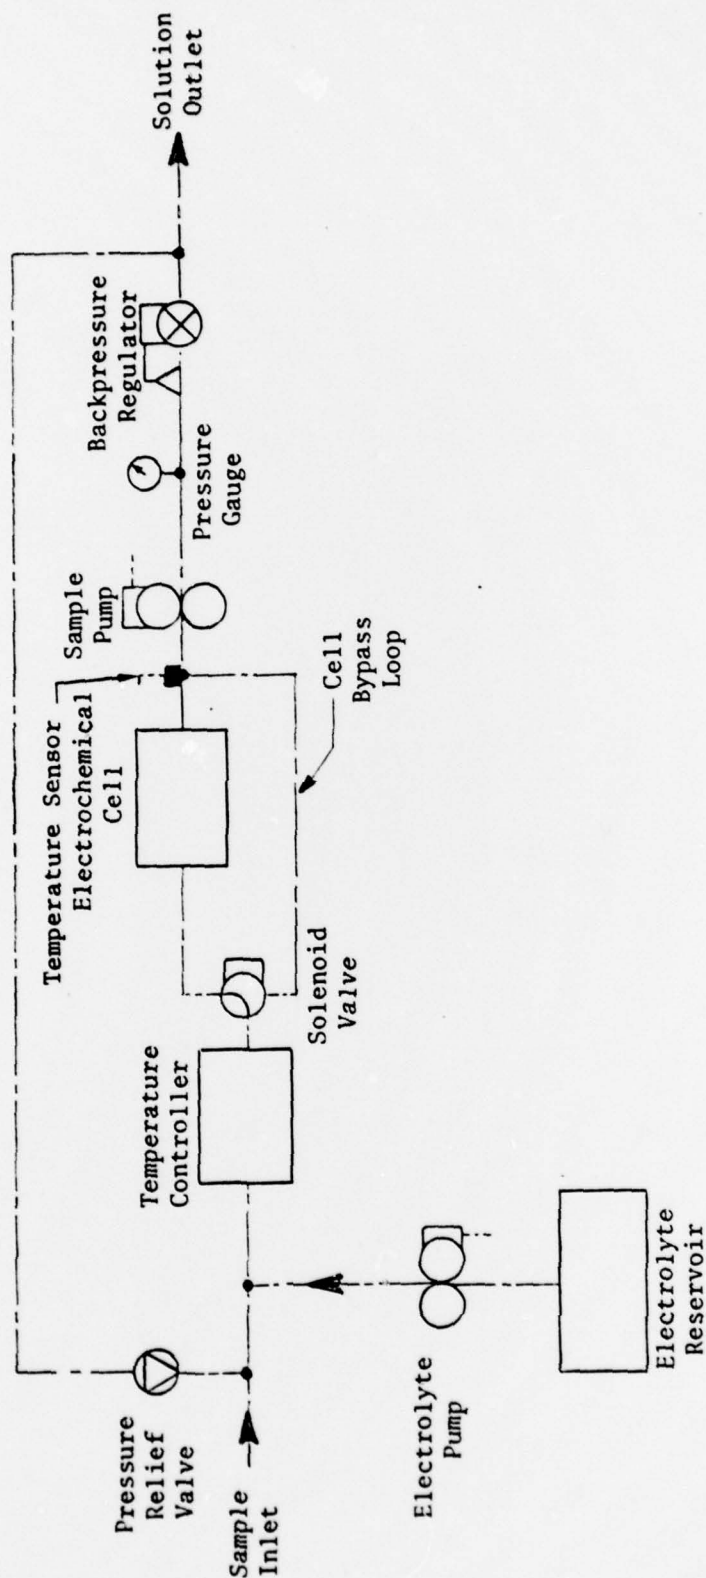 Solution
Outlet
Backpressure
Regulator
Pressure
Gauge
Sample
Pump
Temperature Sensor
Electrochemical
Cell
Cell
Bypass
Loop
Solenoid
Valve
Temperature
Controller
Pressure
Relief
Valve
Sample
Inlet
Electrolyte
Pump
Electrolyte
Reservoir